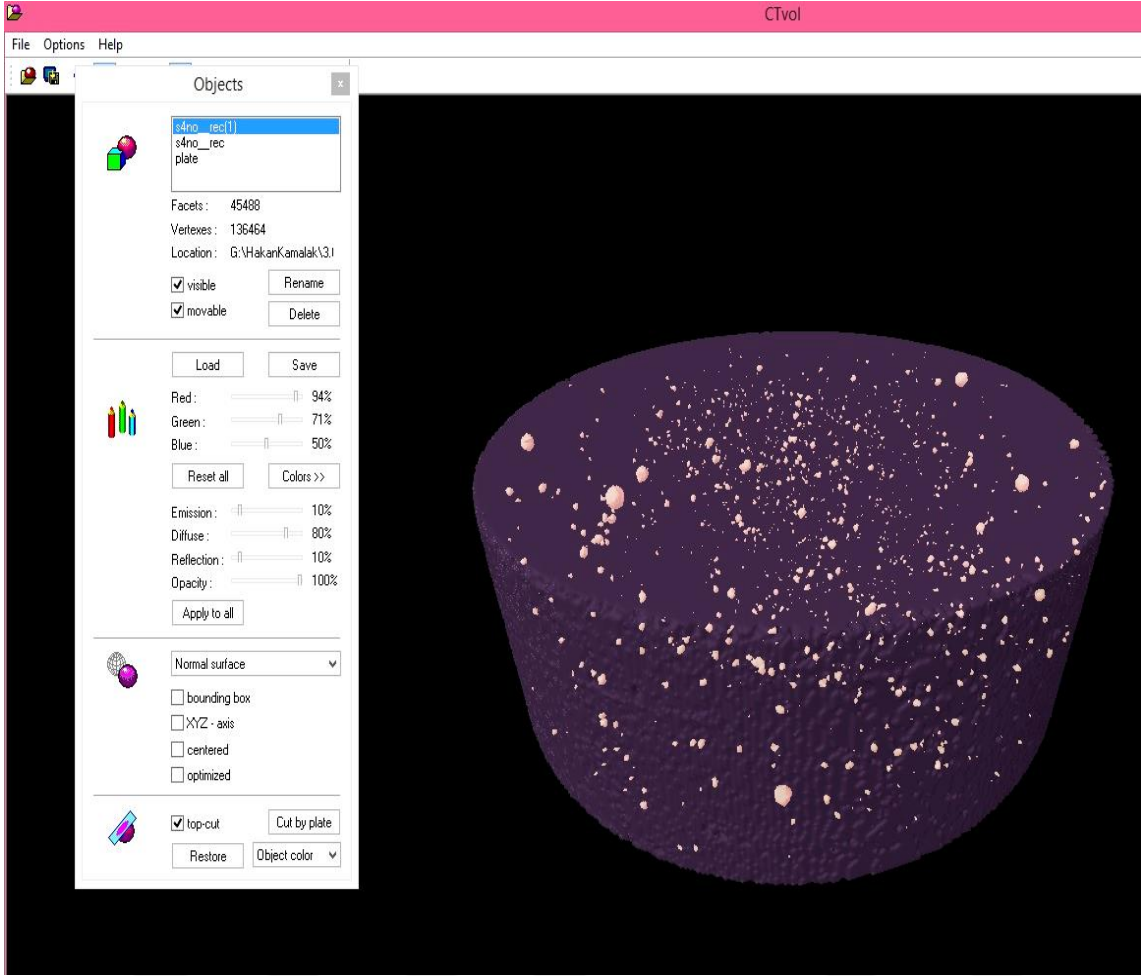 CTvol
File Options Help
Objects
s4no__rec(1)
s4no__rec
plate
Facets : 45488
Vertexes : 136464
Location : G:\HakanKamalak\3.
visible Rename
movable Delete
Load Save
Red : 94%
Green : 71%
Blue : 50%
Reset all Colors >>
Emission : 10%
Diffuse : 80%
Reflection : 10%
Opacity : 100%
Apply to all
Normal surface
bounding box
XYZ - axis
centered
optimized
top-cut Cut by plate
Restore Object color